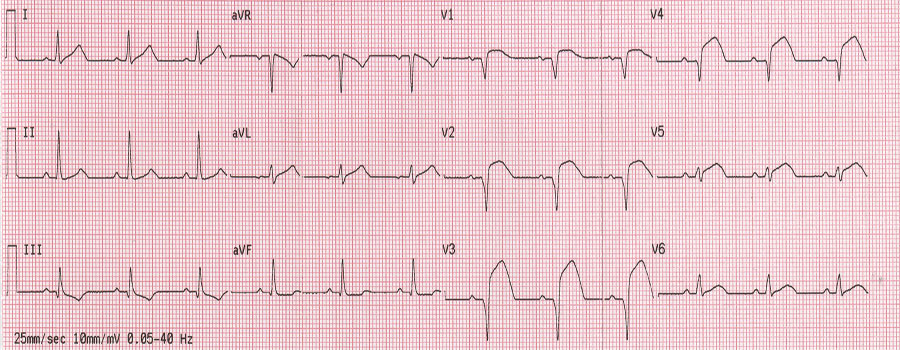 I aVR V1 V4
II aVL V2 V5
III aVF V3 V6
25mm/sec 10mm/mV 0.05-40 Hz